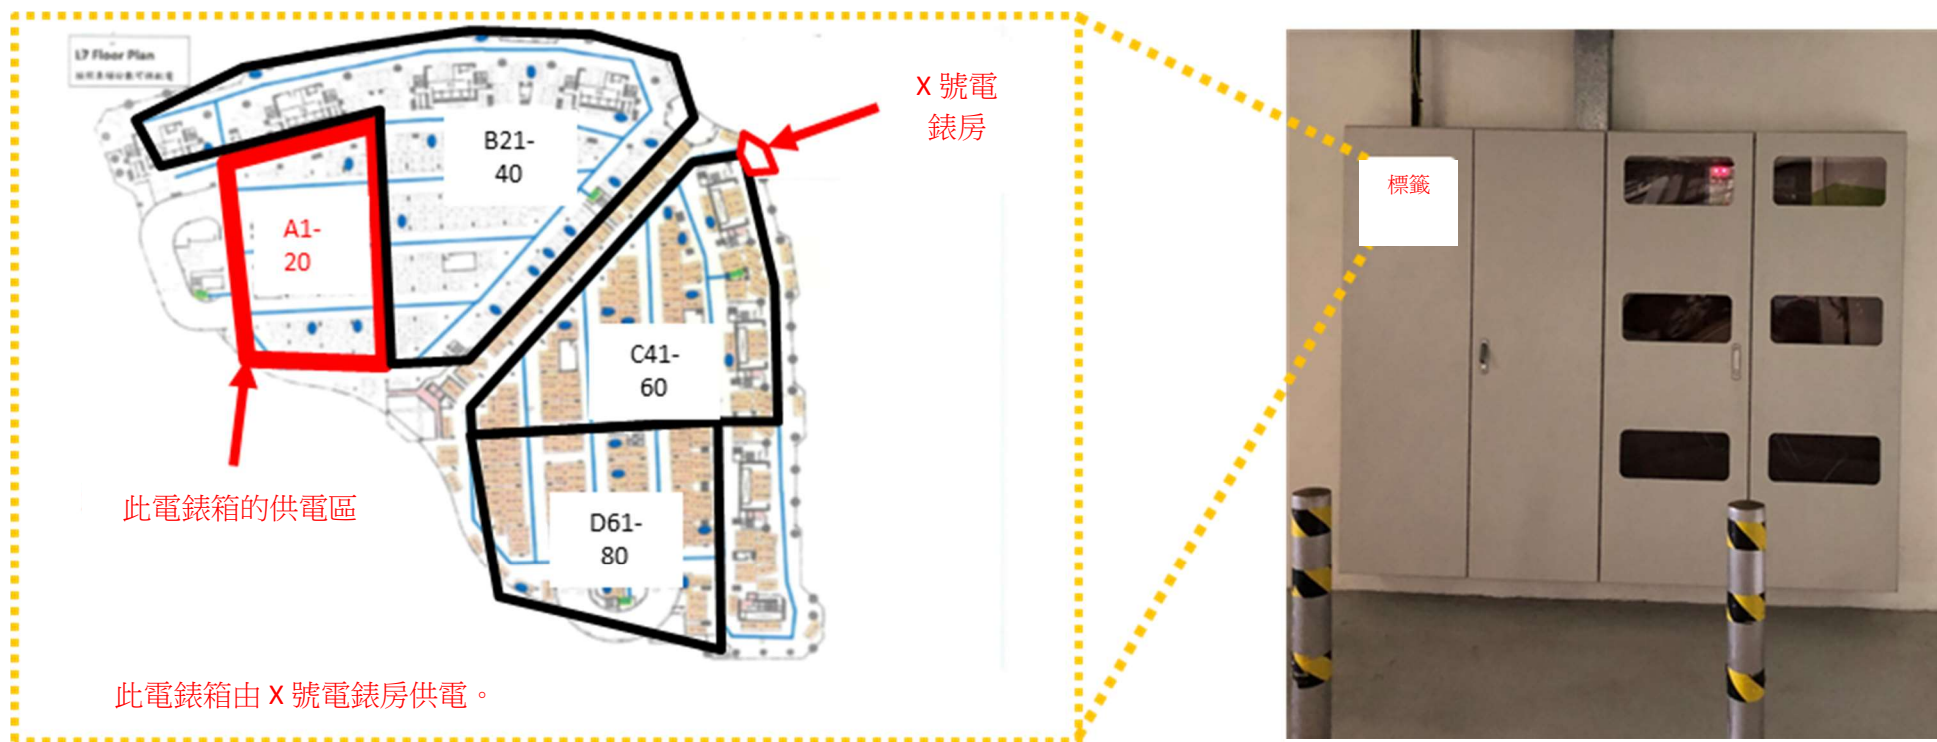 L7 Floor Plan
X 號電
錶房
B21-
40
A1-
20
C41-
60
D61-
80
此電錶箱的供電區
此電錶箱由 X 號電錶房供電。
標籤